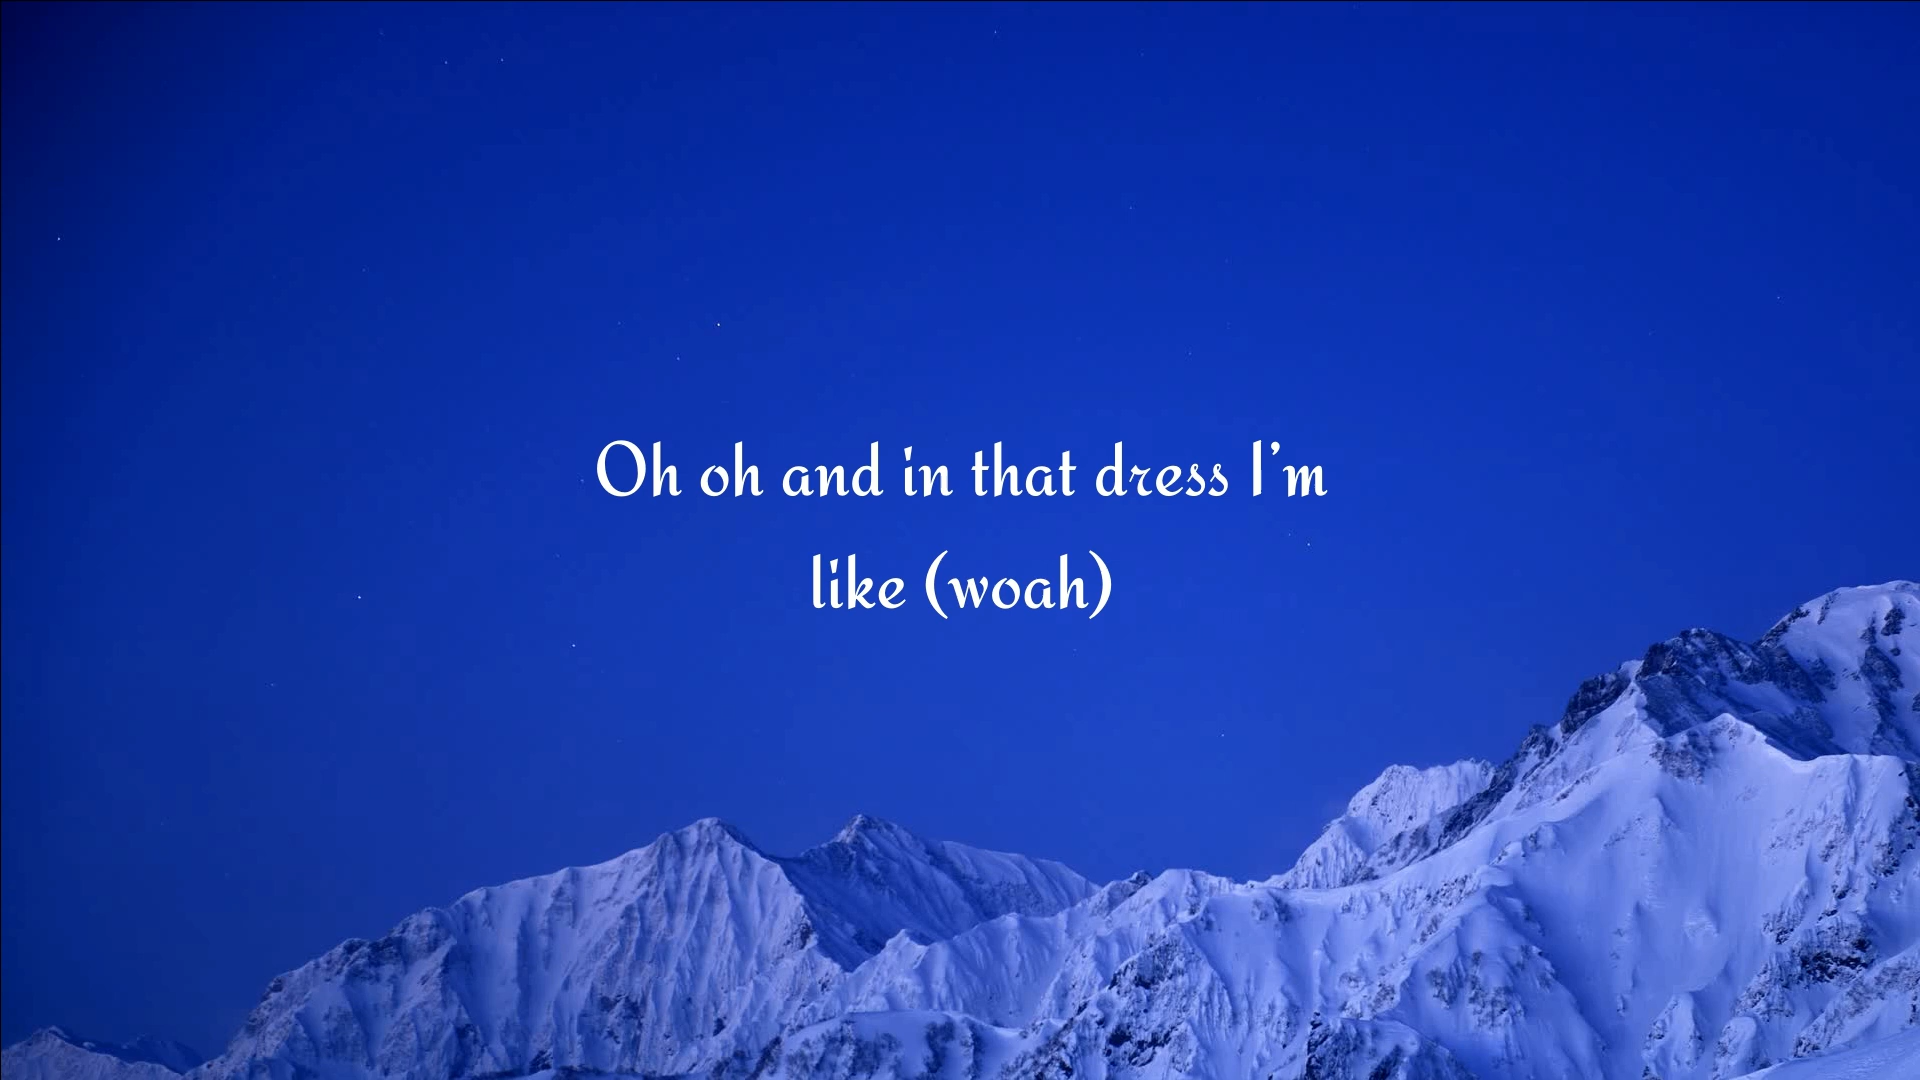 Oh oh and in that dress I’m
like (woah)